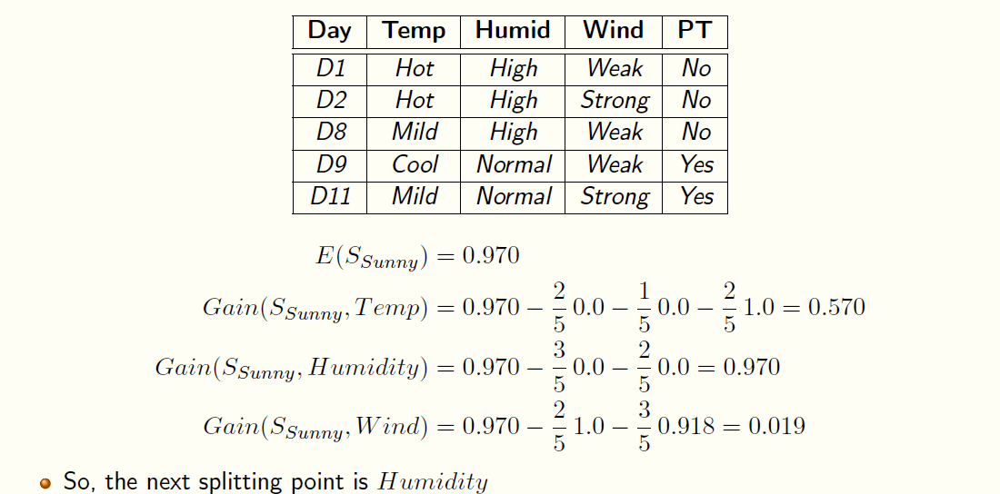 Day Temp Humid Wind PT
D1 Hot High Weak No
D2 Hot High Strong No
D8 Mild High Weak No
D9 Cool Normal Weak Yes
D11 Mild Normal Strong Yes
E(S_{Sunny}) = 0.970
Gain(S_{Sunny}, Temp) = 0.970 − \frac{2}{5} 0.0 − \frac{1}{5} 0.0 − \frac{2}{5} 1.0 = 0.570
Gain(S_{Sunny}, Humidity) = 0.970 − \frac{3}{5} 0.0 − \frac{2}{5} 0.0 = 0.970
Gain(S_{Sunny}, Wind) = 0.970 − \frac{2}{5} 1.0 − \frac{3}{5} 0.918 = 0.019
So, the next splitting point is Humidity